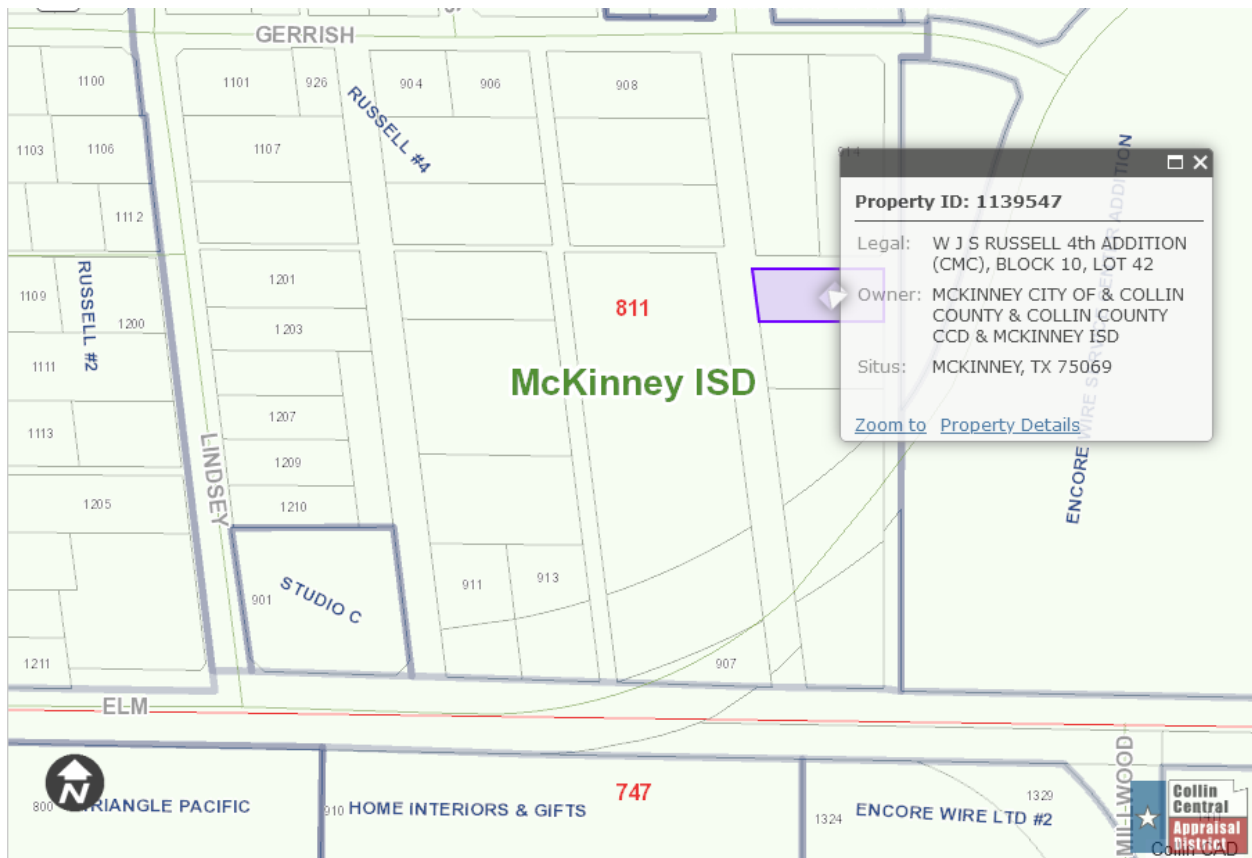 GERRISH
1100
1101
926
904
906
908
RUSSELL #4
1103
1106
1107
1112
914
Property ID: 1139547
Legal: W J S RUSSELL 4th ADDITION
(CMC), BLOCK 10, LOT 42
Owner: MCKINNEY CITY OF & COLLIN
COUNTY & COLLIN COUNTY
CCD & MCKINNEY ISD
Situs: MCKINNEY, TX 75069
Zoom to Property Details
ENCORE WIRE SERVICE CENTER ADDITION
RUSSELL #2
1109
1200
1201
1203
811
McKinney ISD
1111
1207
1113
1209
LINDSEY
1205
1210
STUDIO C
901
911
913
1211
907
ELM
N
800 TRIANGLE PACIFIC
910 HOME INTERIORS & GIFTS
747
1324 ENCORE WIRE LTD #2
1329
MILLWOOD
Collin
Central
Appraisal
District
Collin CAD